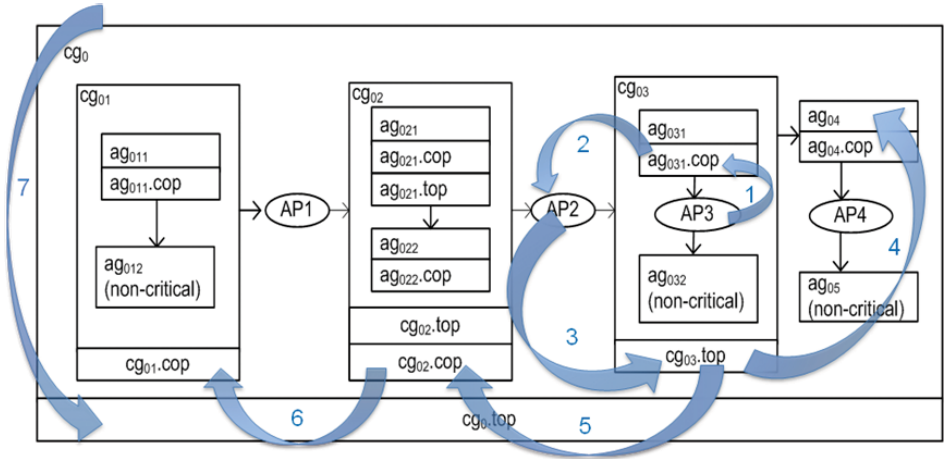 cg₀
cg₀₁
ag₀₁₁
ag₀₁₁.cop
ag₀₁₂
(non-critical)
cg₀₁.cop
AP1
cg₀₂
ag₀₂₁
ag₀₂₁.cop
ag₀₂₁.top
ag₀₂₂
ag₀₂₂.cop
cg₀₂.top
cg₀₂.cop
AP2
cg₀₃
ag₀₃₁
ag₀₃₁.cop
AP3
ag₀₃₂
(non-critical)
cg₀₃.top
ag₀₄
ag₀₄.cop
AP4
ag₀₅
(non-critical)
1
2
3
4
5
6
7
cg₀.top